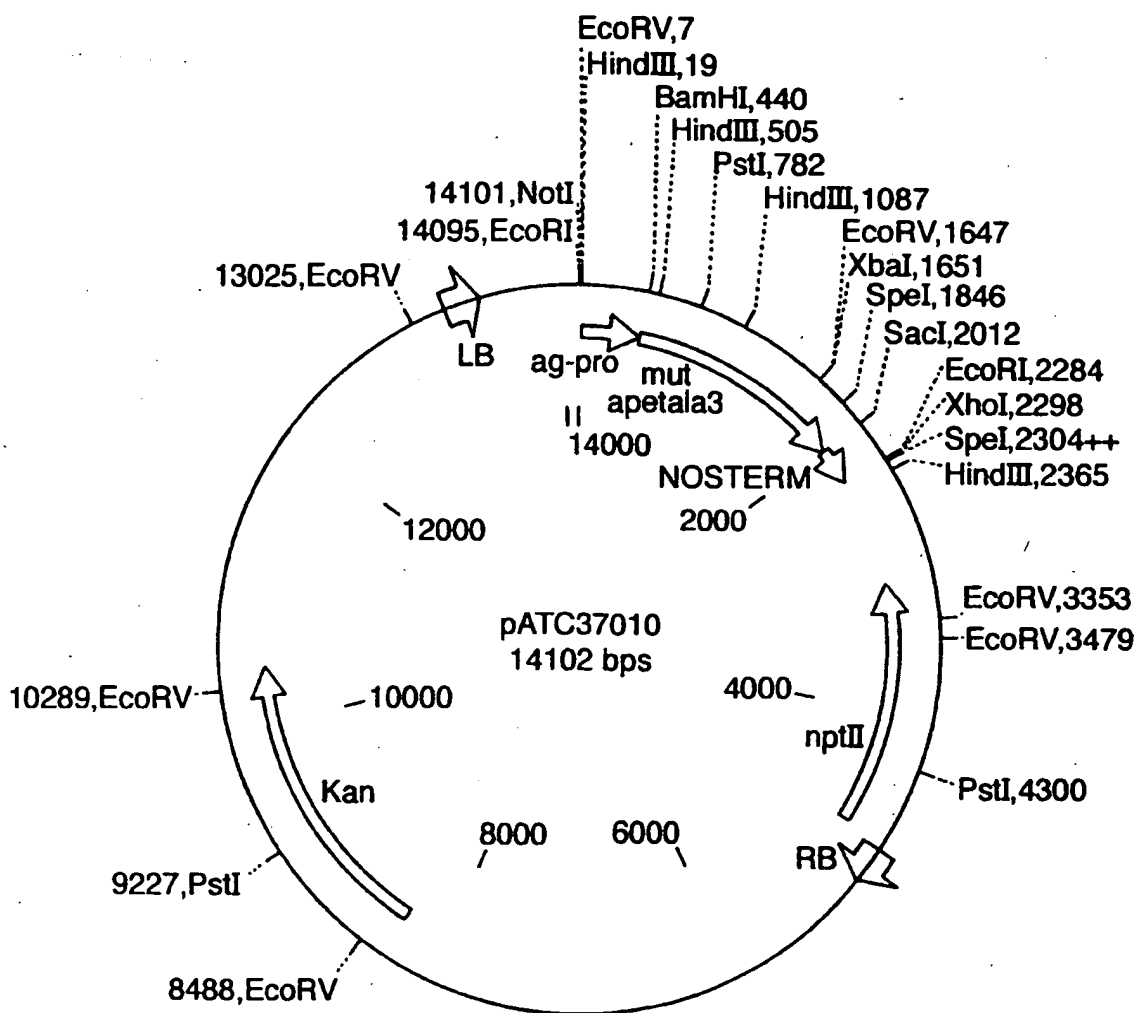 EcoRV,7
HindIII,19
BamHI,440
HindIII,505
PstI,782
HindIII,1087
EcoRV,1647
XbaI,1651
SpeI,1846
SacI,2012
EcoRI,2284
XhoI,2298
SpeI,2304++
HindIII,2365
14101,NotI
14095,EcoRI
13025,EcoRV
LB
ag-pro
mut
apetala3
14000
NOSTERM
2000
12000
EcoRV,3353
EcoRV,3479
pATC37010
14102 bps
10289,EcoRV
10000
4000
nptII
Kan
PstI,4300
8000
6000
RB
9227,PstI
8488,EcoRV